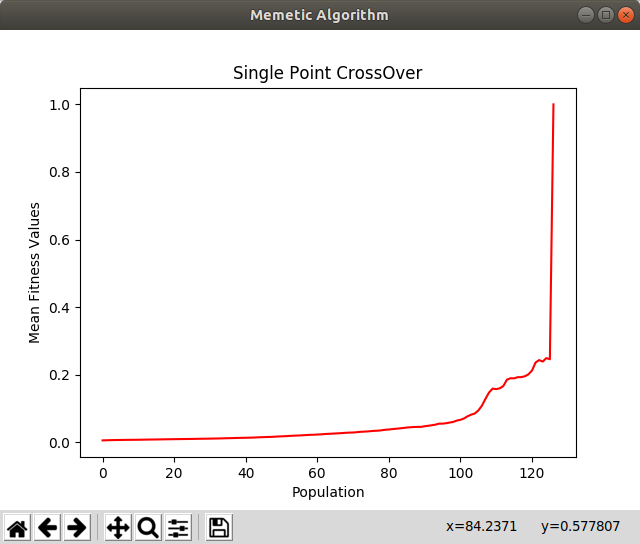 Memetic Algorithm
Single Point CrossOver
1.0
0.8
0.6
0.4
0.2
0.0
Mean Fitness Values
0 20 40 60 80 100 120
Population
x=84.2371 y=0.577807